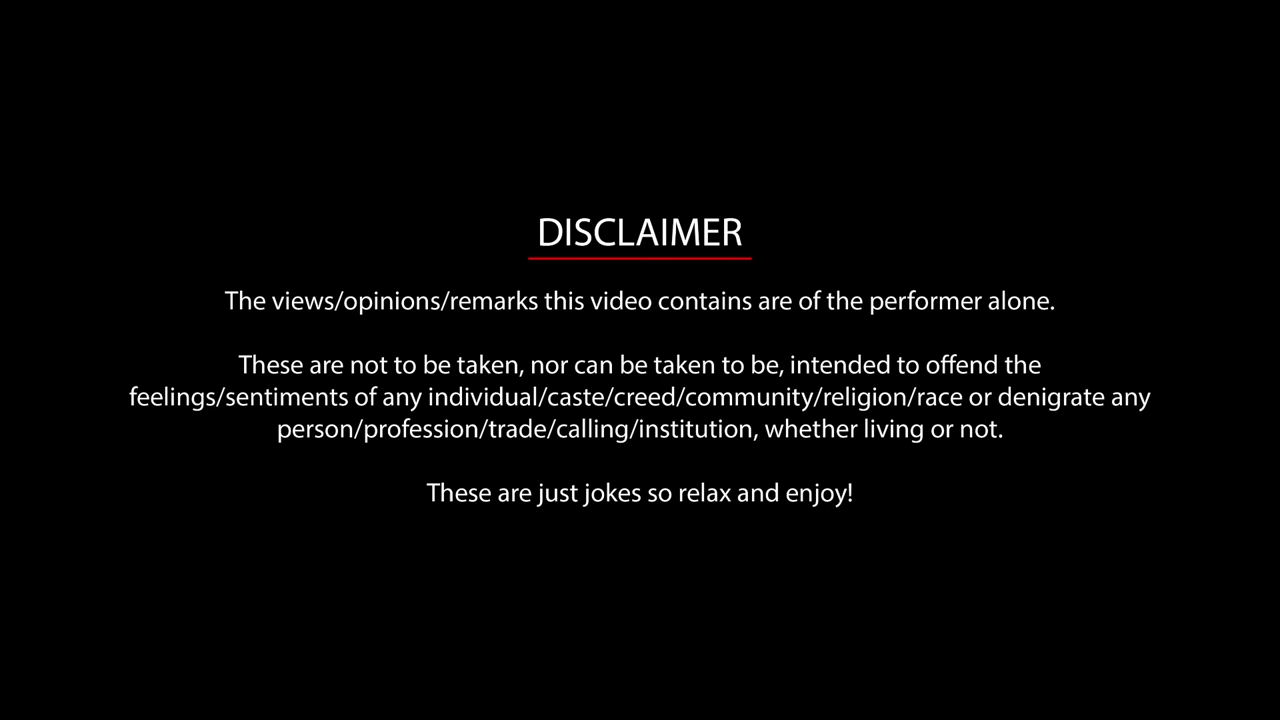 DISCLAIMER
The views/opinions/remarks this video contains are of the performer alone.
These are not to be taken, nor can be taken to be, intended to offend the
feelings/sentiments of any individual/caste/creed/community/religion/race or denigrate any
person/profession/trade/calling/institution, whether living or not.
These are just jokes so relax and enjoy!